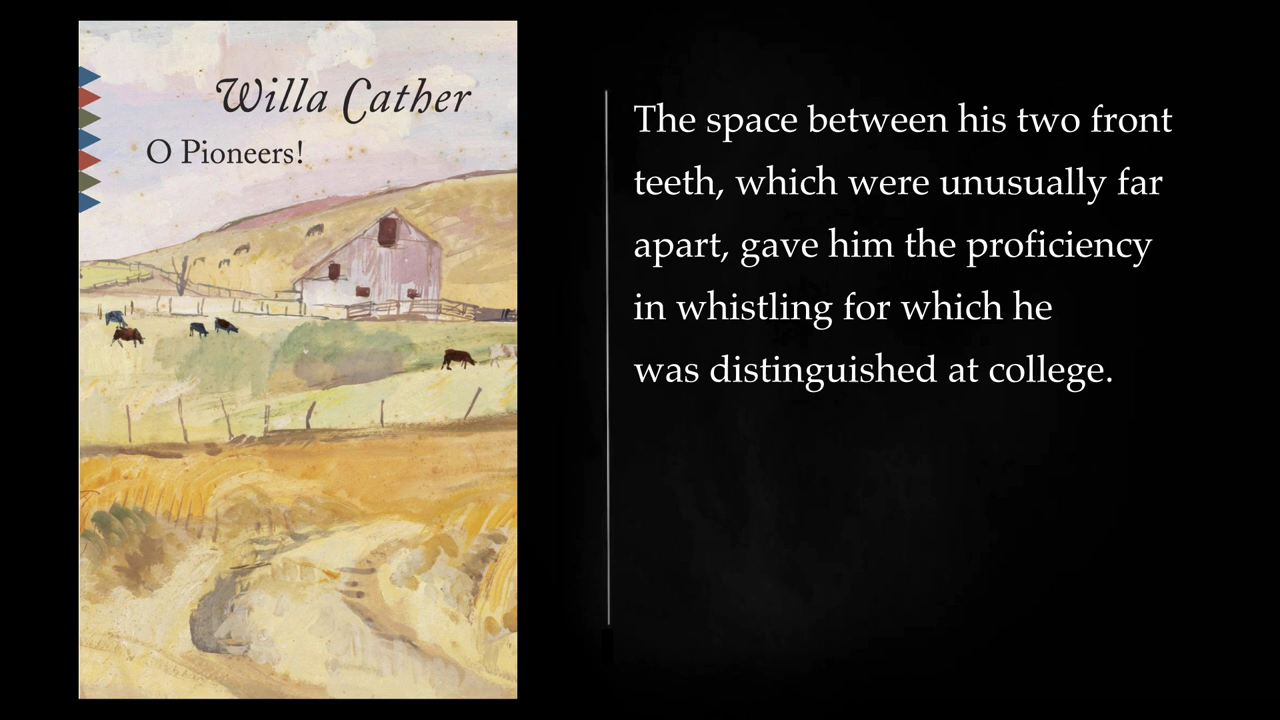 Willa Cather
O Pioneers!
The space between his two front
teeth, which were unusually far
apart, gave him the proficiency
in whistling for which he
was distinguished at college.